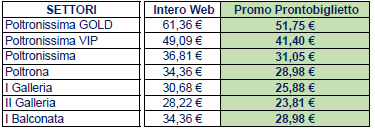 SETTORI Intero Web Promo Prontobiglietto
Poltronissima GOLD 61,36 € 51,75 €
Poltronissima VIP 49,09 € 41,40 €
Poltronissima 36,81 € 31,05 €
Poltrona 34,36 € 28,98 €
I Galleria 30,68 € 25,88 €
II Galleria 28,22 € 23,81 €
I Balconata 34,36 € 28,98 €